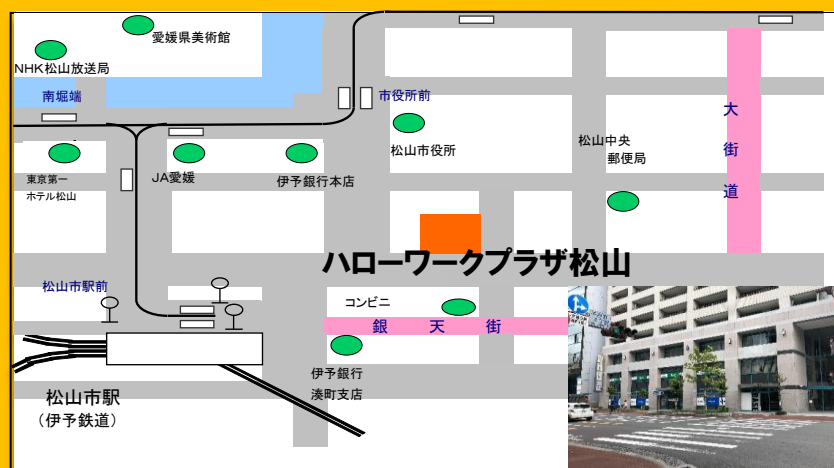 愛媛県美術館
NHK松山放送局
南堀端
市役所前
大街道
松山中央
郵便局
松山市役所
東京第一
ホテル松山
JA愛媛
伊予銀行本店
ハローワークプラザ松山
松山市駅前
コンビニ
銀天街
伊予銀行
湊町支店
松山市駅
（伊予鉄道）